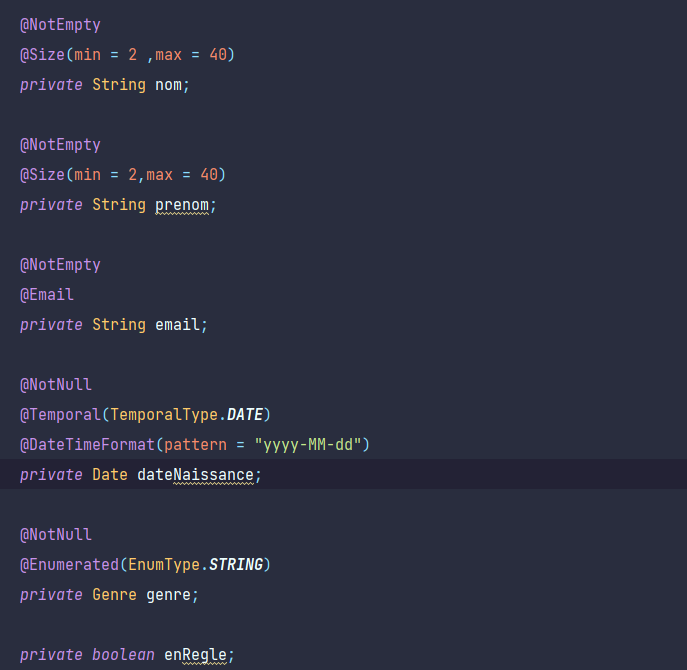 @NotEmpty
@Size(min = 2 ,max = 40)
private String nom;
@NotEmpty
@Size(min = 2,max = 40)
private String prenom;
@NotEmpty
@Email
private String email;
@NotNull
@Temporal(TemporalType.DATE)
@DateTimeFormat(pattern = "yyyy-MM-dd")
private Date dateNaissance;
@NotNull
@Enumerated(EnumType.STRING)
private Genre genre;
private boolean enRegle;